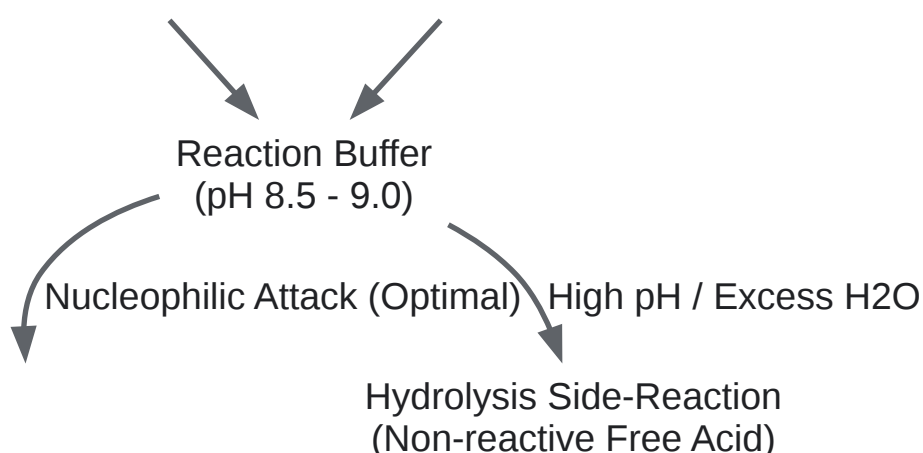 Reaction Buffer
(pH 8.5 - 9.0)
Nucleophilic Attack (Optimal)
High pH / Excess H2O
Hydrolysis Side-Reaction
(Non-reactive Free Acid)